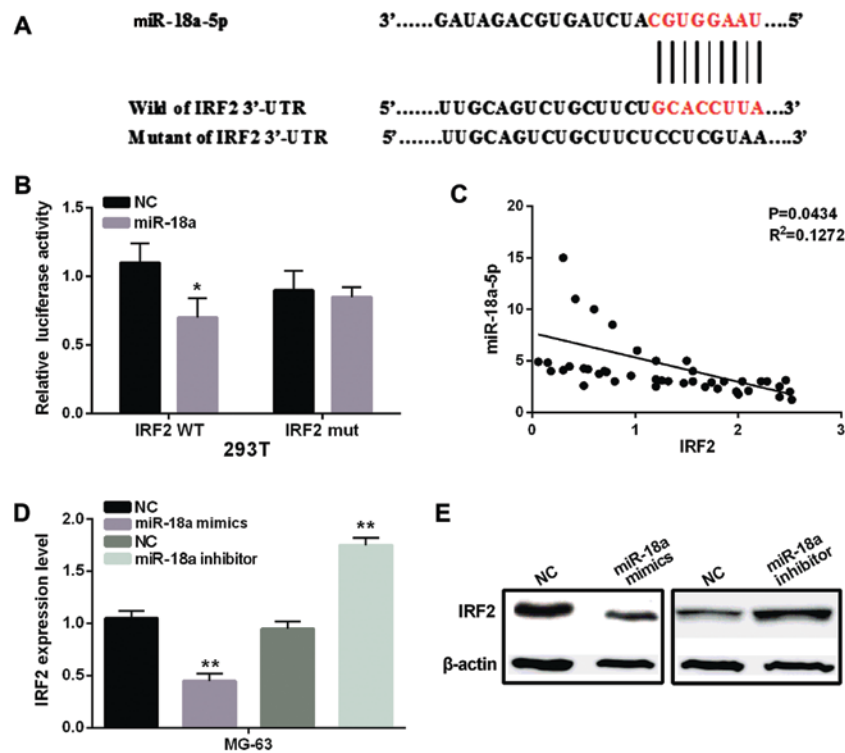 A
miR-18a-5p 3’......GAUAGACGUGAUCUACGUGGAAU....5’
Wild of IRF2 3’-UTR 5’.......UUGCAGUCUGCUUCUGCACCUUA....3’
Mutant of IRF2 3’-UTR 5’.......UUGCAGUCUGCUUCUCCUCGUAA....3’
B
NC
miR-18a
Relative luciferase activity
1.5
1.0
0.5
0.0
*
IRF2 WT IRF2 mut
293T
C
P=0.0434
R²=0.1272
miR-18a-5p
20
15
10
5
0
0 1 2 3
IRF2
D
NC
miR-18a mimics
NC
miR-18a inhibitor
IRF2 expression level
2.0
1.5
1.0
0.5
0.0
**
**
MG-63
E
NC miR-18a mimics NC miR-18a inhibitor
IRF2
β-actin